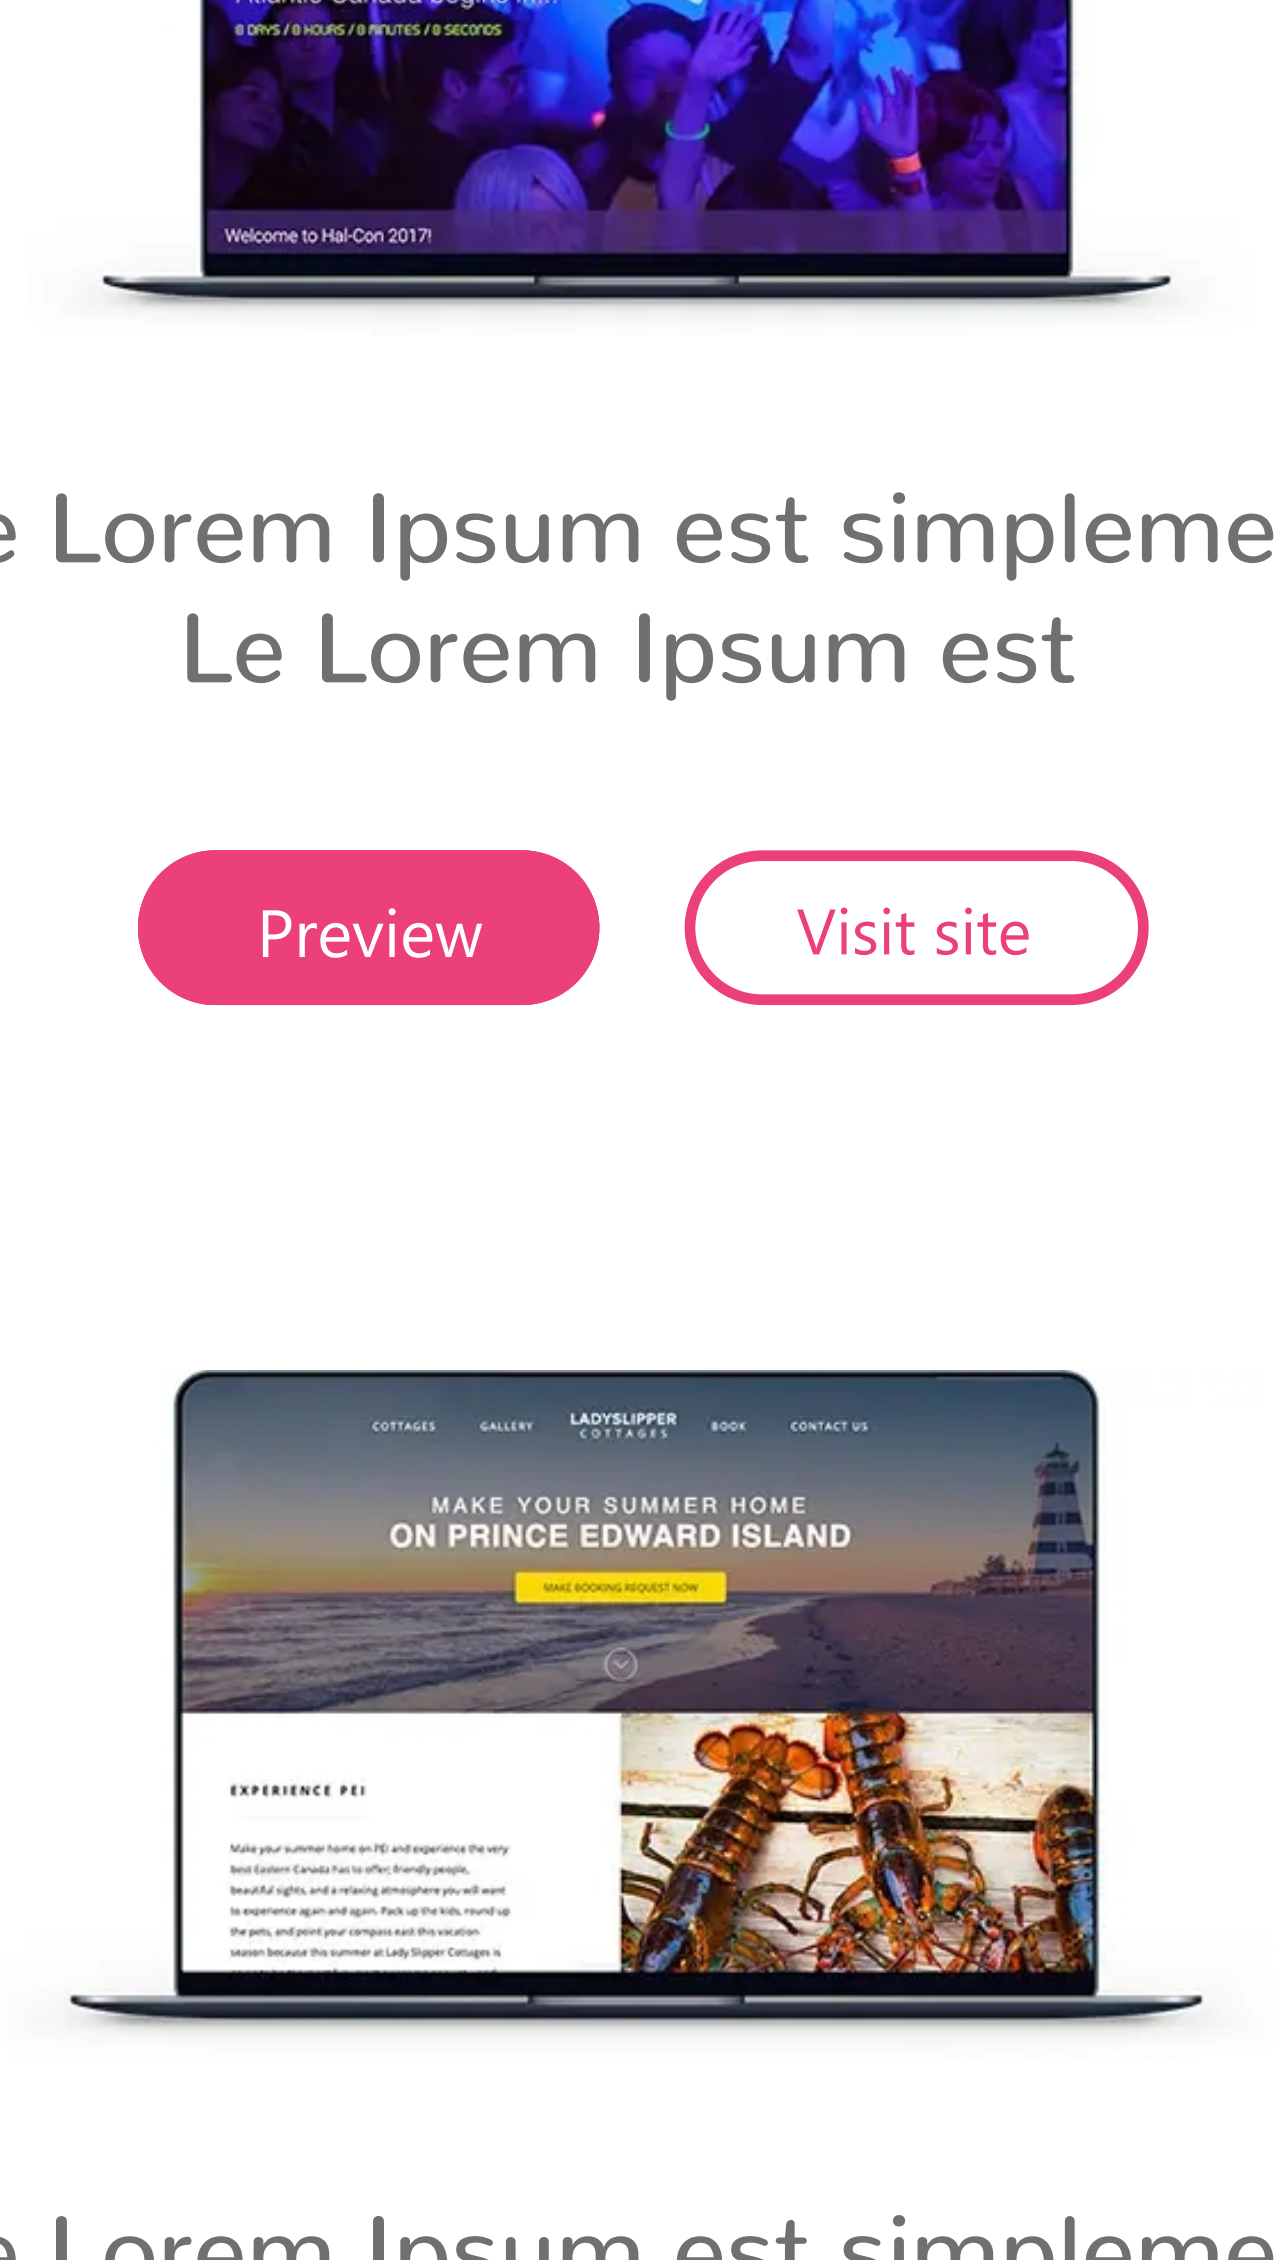 Atlantic Canada begins in...
0 DAYS / 0 HOURS / 0 MINUTES / 0 SECONDS
Welcome to Hal-Con 2017!
e Lorem Ipsum est simpleme
Le Lorem Ipsum est
Preview
Visit site
COTTAGES GALLERY LADYSLIPPER COTTAGES BOOK CONTACT US
MAKE YOUR SUMMER HOME
ON PRINCE EDWARD ISLAND
MAKE BOOKING REQUEST NOW
EXPERIENCE PEI
Make your summer home on PEI and experience the very
best Eastern Canada has to offer; friendly people,
beautiful sights, and a relaxing atmosphere you will want
to experience again and again. Pack up the kids, round up
the pets, and point your compass east this vacation
season because this summer at Lady Slipper Cottages is
e Lorem Ipsum est simpleme